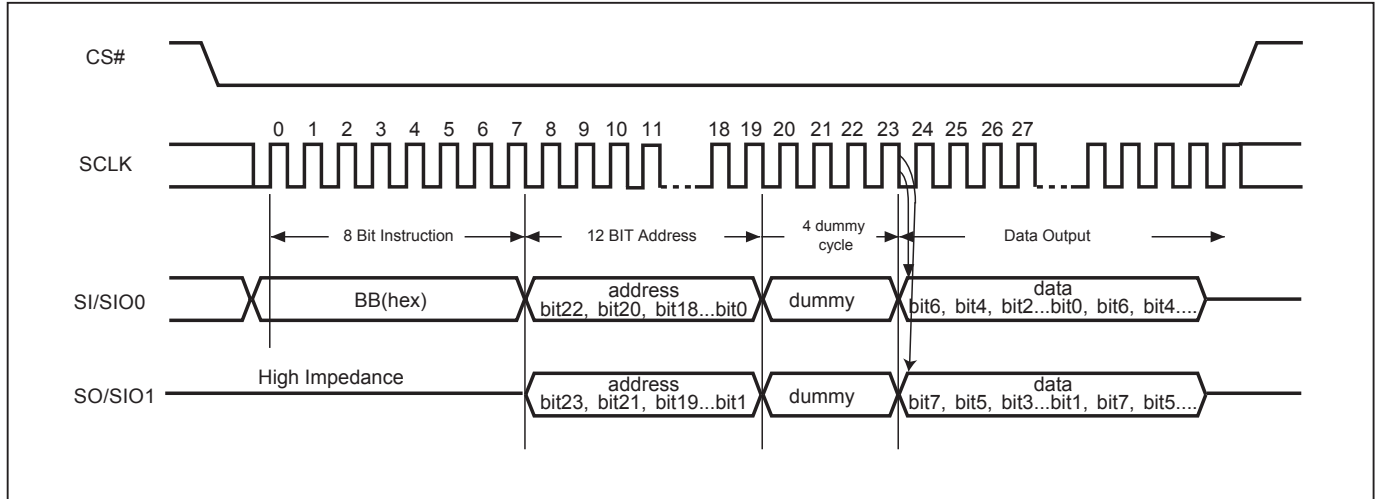 CS#
0 1 2 3 4 5 6 7 8 9 10 11 18 19 20 21 22 23 24 25 26 27
SCLK
8 Bit Instruction
12 BIT Address
4 dummy
cycle
Data Output
SI/SIO0
BB(hex)
address
bit22, bit20, bit18...bit0
dummy
data
bit6, bit4, bit2...bit0, bit6, bit4....
SO/SIO1
High Impedance
address
bit23, bit21, bit19...bit1
dummy
data
bit7, bit5, bit3...bit1, bit7, bit5....